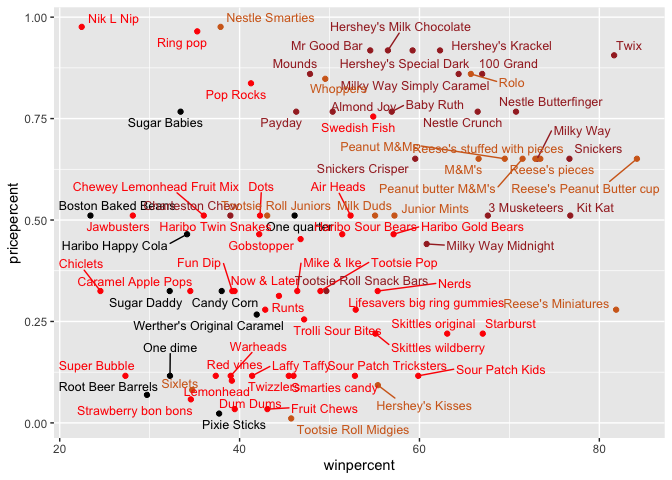 1.00
0.75
0.50
0.25
0.00
pricepercent
20
40
60
80
winpercent
Nik L Nip
Nestle Smarties
Ring pop
Hershey's Milk Chocolate
Mr Good Bar
Hershey's Krackel
Twix
Mounds
Hershey's Special Dark
100 Grand
Whoppers
Rolo
Pop Rocks
Milky Way Simply Caramel
Sugar Babies
Payday
Almond Joy
Baby Ruth
Nestle Butterfinger
Swedish Fish
Nestle Crunch
Milky Way
Peanut M&Ms
Reese's stuffed with pieces
Snickers
Snickers Crisper
M&M's
Reese's pieces
Peanut butter M&M's
Reese's Peanut Butter cup
Chewey Lemonhead Fruit Mix
Dots
Air Heads
Boston Baked Beans
Charleston Chew
Tootsie Roll Juniors
Milk Duds
Junior Mints
3 Musketeers
Kit Kat
Jawbusters
Haribo Twin Snakes
One quarter
Haribo Sour Bears
Haribo Gold Bears
Haribo Happy Cola
Gobstopper
Milky Way Midnight
Chiclets
Fun Dip
Mike & Ike
Tootsie Pop
Caramel Apple Pops
Now & Later
Tootsie Roll Snack Bars
Nerds
Sugar Daddy
Candy Corn
Runts
Lifesavers big ring gummies
Reese's Miniatures
Werther's Original Caramel
Trolli Sour Bites
Skittles original
Starburst
One dime
Warheads
Skittles wildberry
Super Bubble
Red vines
Laffy Taffy
Sour Patch Tricksters
Sour Patch Kids
Root Beer Barrels
Sixlets
Lemonhead
Twizzlers
Smarties candy
Strawberry bon bons
Dum Dums
Fruit Chews
Hershey's Kisses
Pixie Sticks
Tootsie Roll Midgies